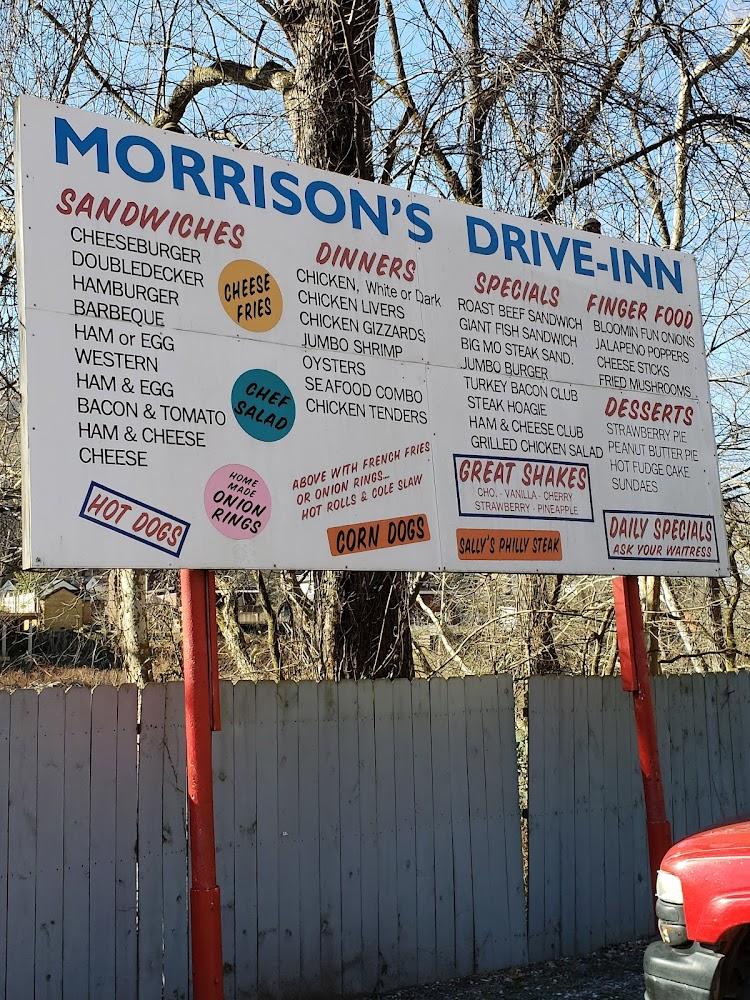 MORRISON'S DRIVE-INN
SANDWICHES
CHEESEBURGER
DOUBLEDECKER
HAMBURGER
BARBEQUE
HAM or EGG
WESTERN
HAM & EGG
BACON & TOMATO
HAM & CHEESE
CHEESE
HOT DOGS
CHEESE
FRIES
CHEF
SALAD
HOME
MADE
ONION
RINGS
DINNERS
CHICKEN, White or Dark
CHICKEN LIVERS
CHICKEN GIZZARDS
JUMBO SHRIMP
OYSTERS
SEAFOOD COMBO
CHICKEN TENDERS
ABOVE WITH FRENCH FRIES
OR ONION RINGS...
HOT ROLLS & COLE SLAW
CORN DOGS
SPECIALS
ROAST BEEF SANDWICH
GIANT FISH SANDWICH
BIG MO STEAK SAND.
JUMBO BURGER
TURKEY BACON CLUB
STEAK HOAGIE
HAM & CHEESE CLUB
GRILLED CHICKEN SALAD
GREAT SHAKES
CHO. - VANILLA - CHERRY
STRAWBERRY - PINEAPPLE
SALLY'S PHILLY STEAK
FINGER FOOD
BLOOMIN FUN ONIONS
JALAPENO POPPERS
CHEESE STICKS
FRIED MUSHROOMS
DESSERTS
STRAWBERRY PIE
PEANUT BUTTER PIE
HOT FUDGE CAKE
SUNDAES
DAILY SPECIALS
ASK YOUR WAITRESS